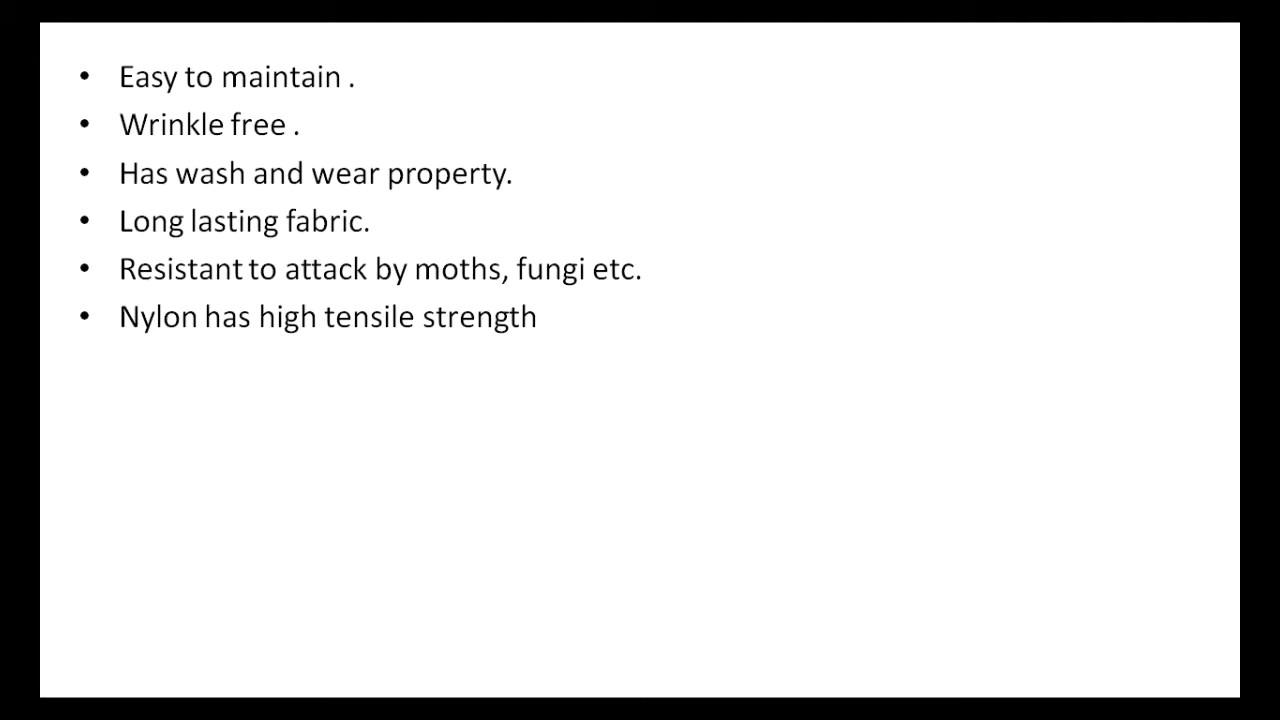 • Easy to maintain .
• Wrinkle free .
• Has wash and wear property.
• Long lasting fabric.
• Resistant to attack by moths, fungi etc.
• Nylon has high tensile strength